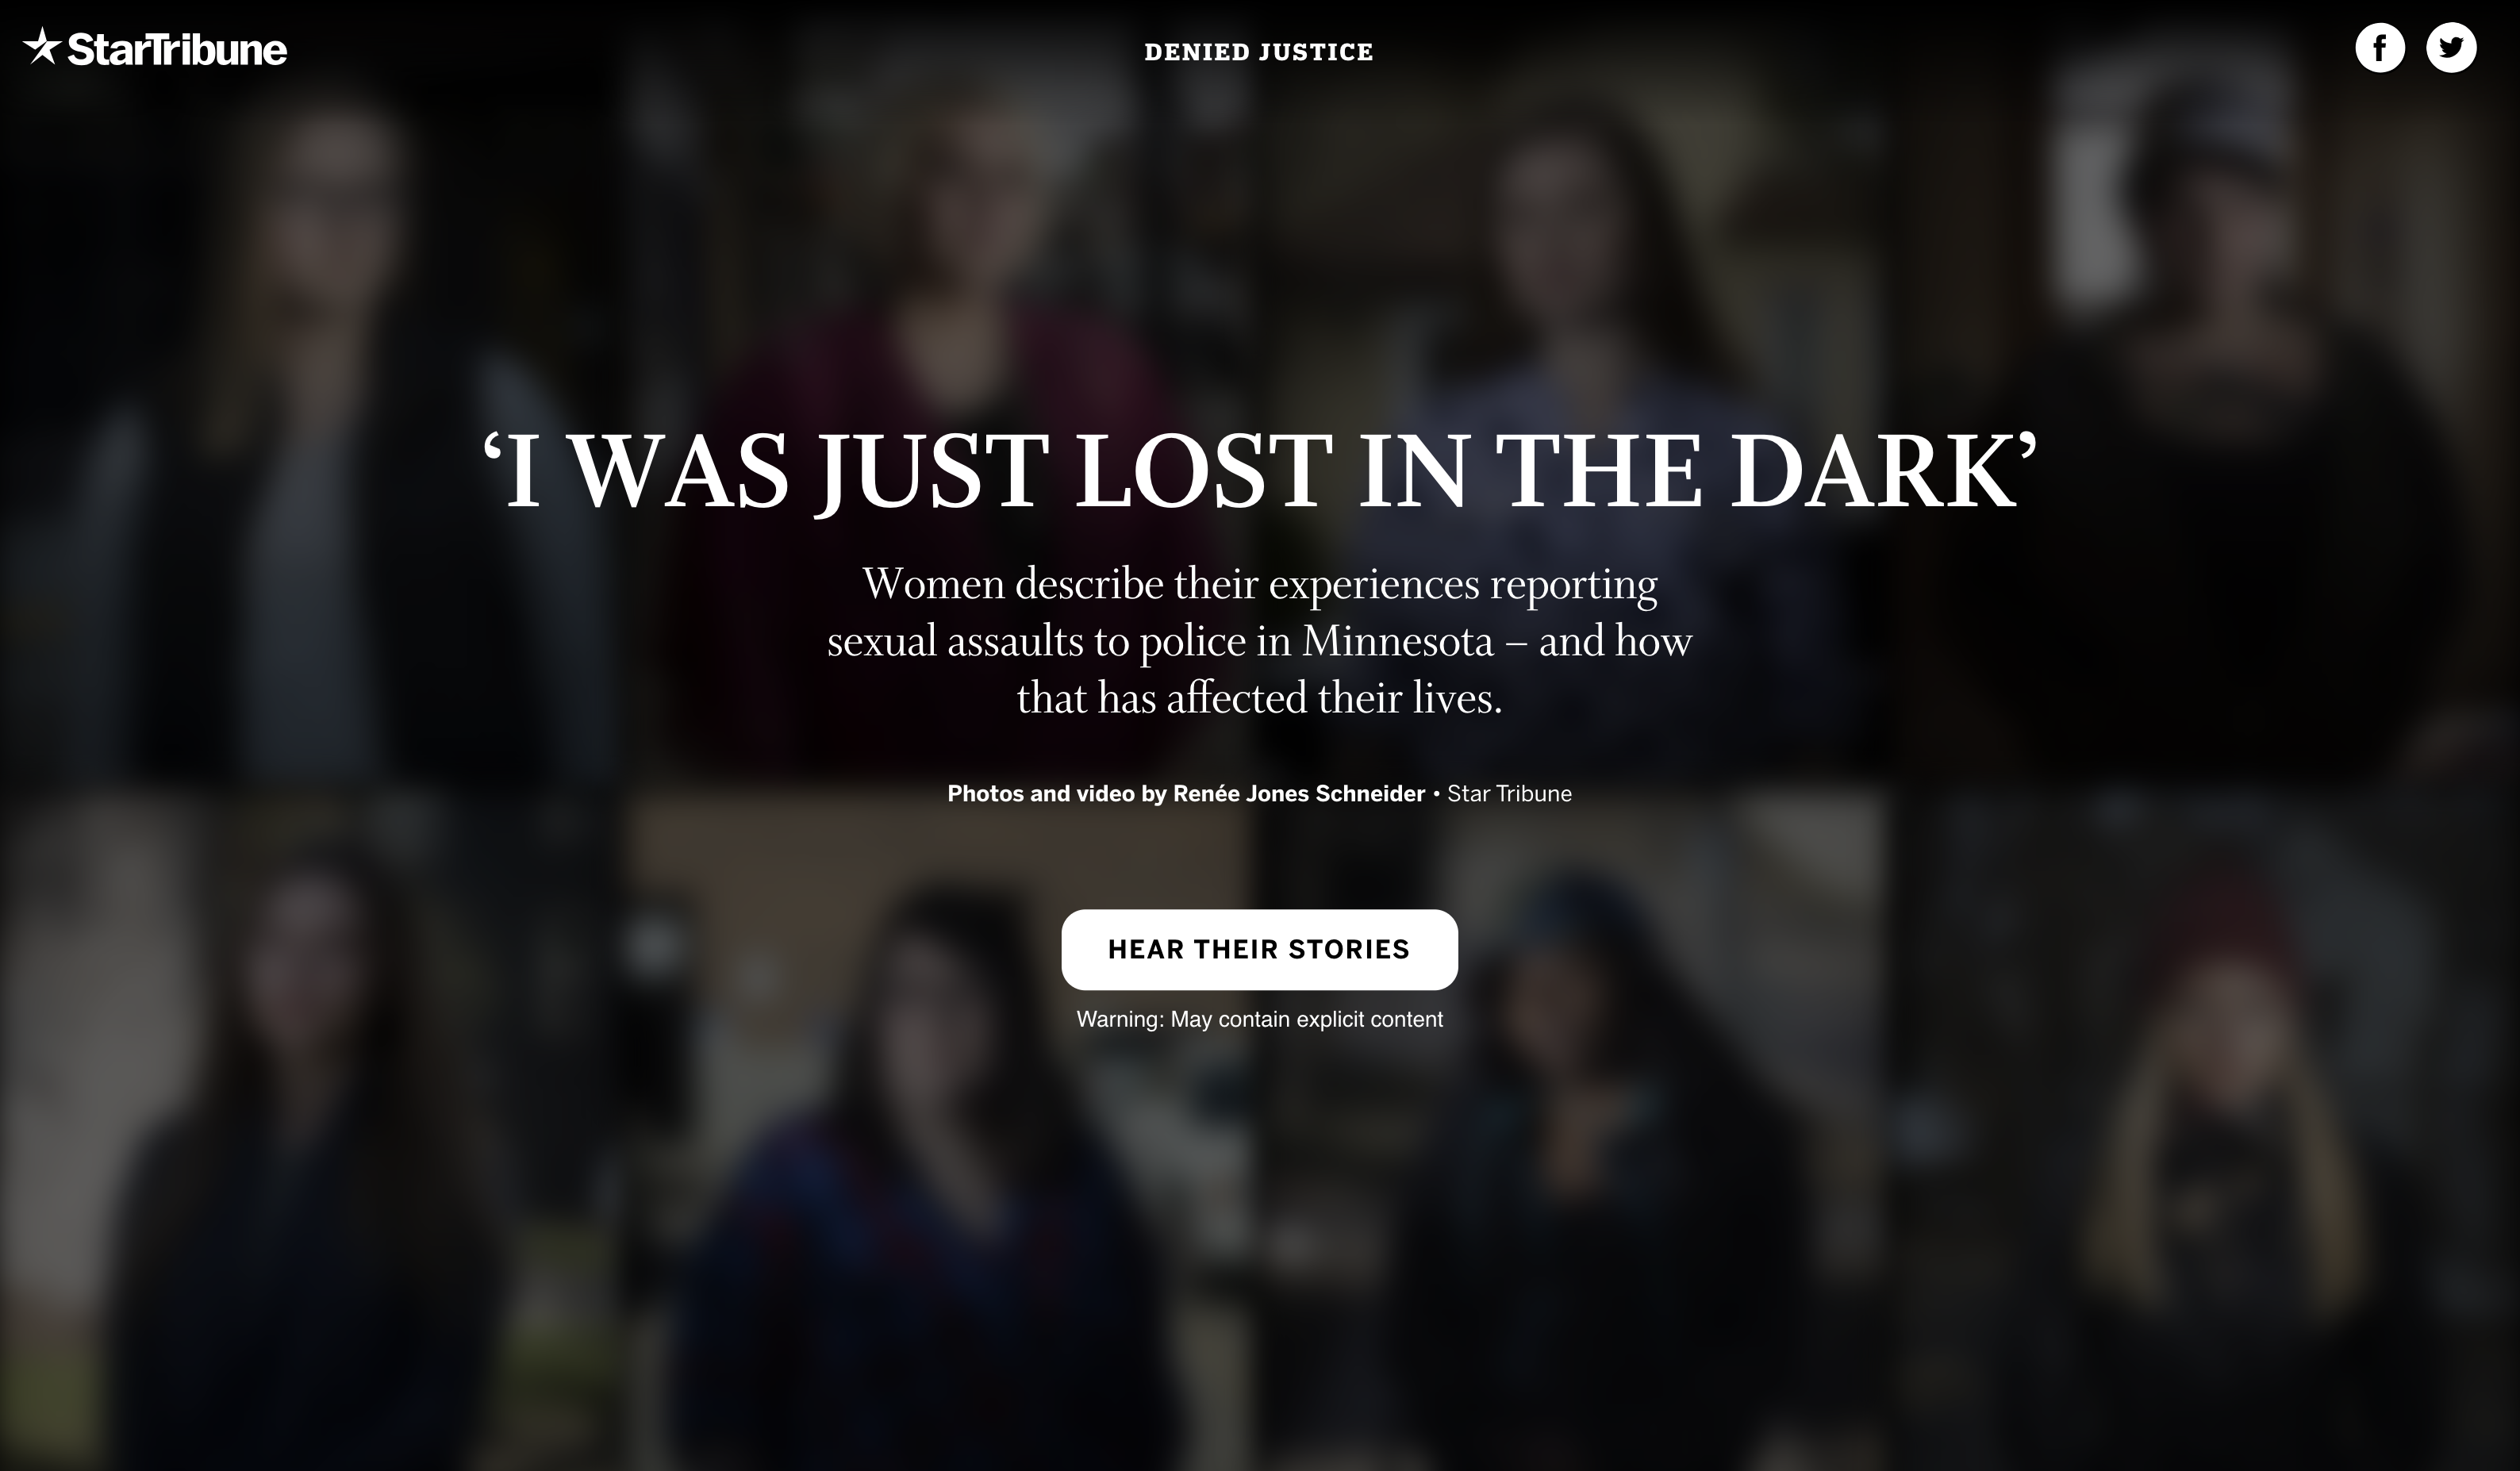 StarTribune
DENIED JUSTICE
‘I WAS JUST LOST IN THE DARK’
Women describe their experiences reporting
sexual assaults to police in Minnesota – and how
that has affected their lives.
Photos and video by Renée Jones Schneider • Star Tribune
HEAR THEIR STORIES
Warning: May contain explicit content